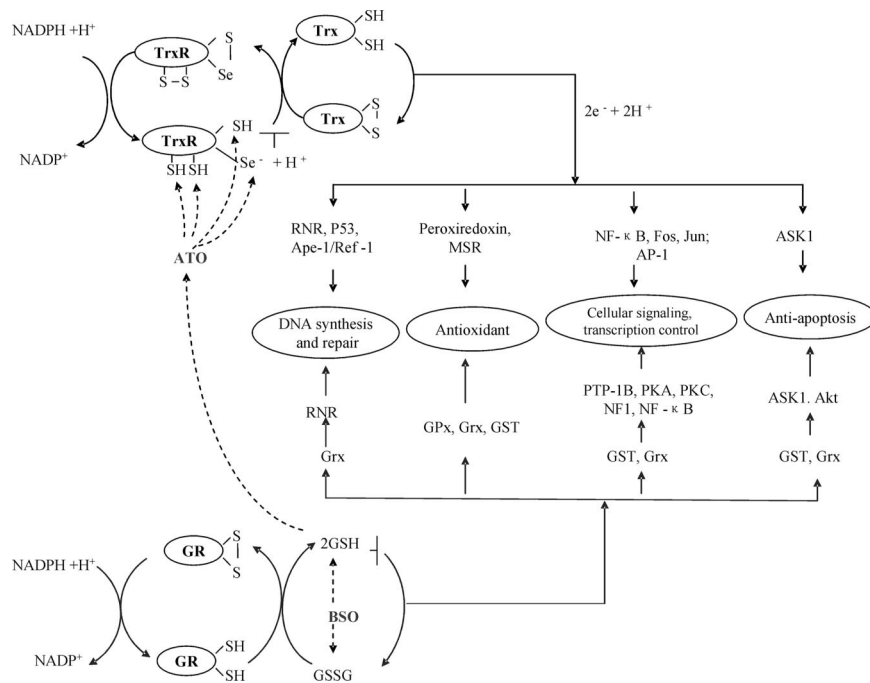 NADPH +H+
TrxR
S
Se
S – S
Trx
SH
SH
Trx
S
S
2e - + 2H +
NADP+
TrxR
SH
Se - + H +
SH SH
ATO
RNR, P53,
Ape-1/Ref -1
Peroxiredoxin,
MSR
NF- κ B, Fos, Jun;
AP-1
ASK1
DNA synthesis
and repair
Antioxidant
Cellular signaling,
transcription control
Anti-apoptosis
RNR
Grx
GPx, Grx, GST
PTP-1B, PKA, PKC,
NF1, NF - κ B
GST, Grx
ASK1. Akt
GST, Grx
NADPH +H+
GR
S
S
2GSH
BSO
NADP+
GR
SH
SH
GSSG